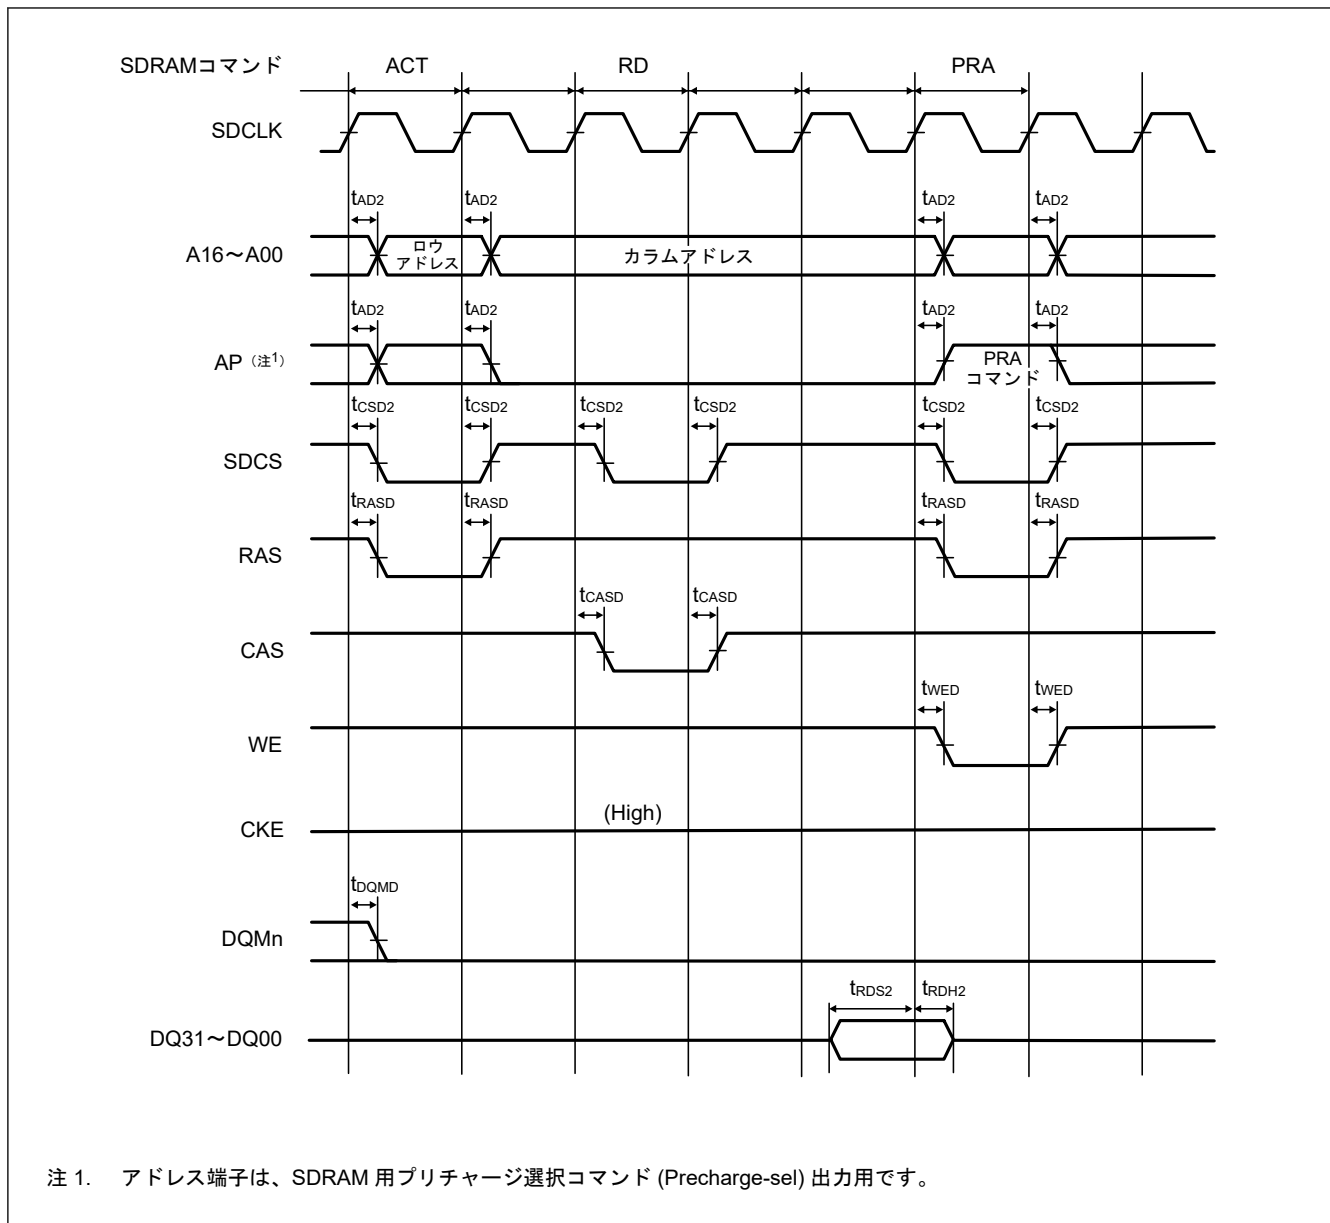 SDRAMコマンド ACT RD PRA
SDCLK
tAD2 tAD2 tAD2 tAD2
A16～A00 ロウ アドレス カラムアドレス
tAD2 tAD2 tAD2 tAD2
AP（注1） PRA コマンド
tCSD2 tCSD2 tCSD2 tCSD2 tCSD2 tCSD2
SDCS
tRASD tRASD tRASD tRASD
RAS
tCASD tCASD
CAS
tWED tWED
WE
(High)
CKE
tDQMD
DQMn
tRDS2 tRDH2
DQ31～DQ00
注 1. アドレス端子は、SDRAM 用プリチャージ選択コマンド (Precharge-sel) 出力用です。